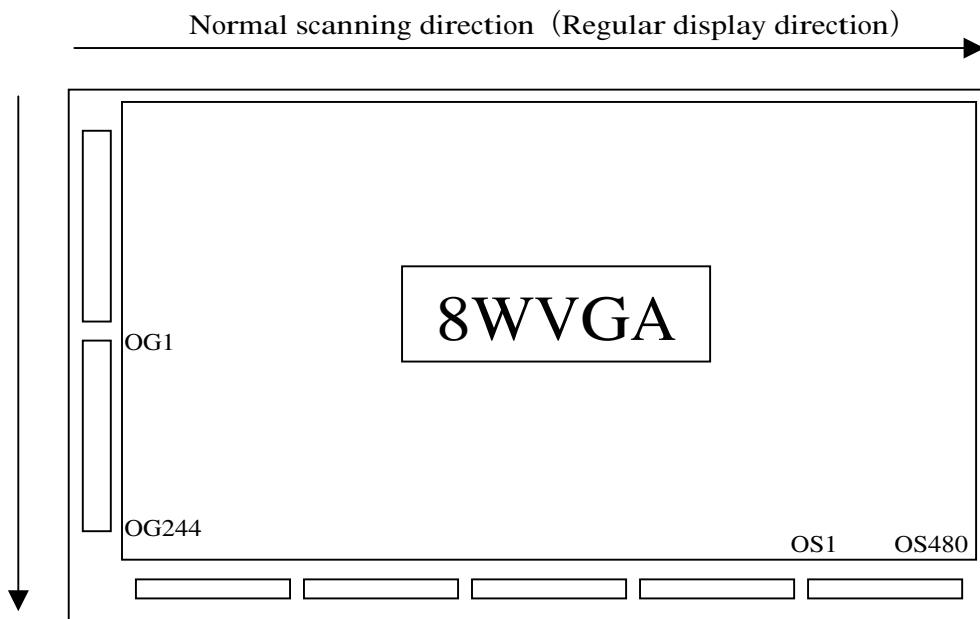 Normal scanning direction（Regular display direction）
8WVGA
OG1
OG244
OS1 OS480